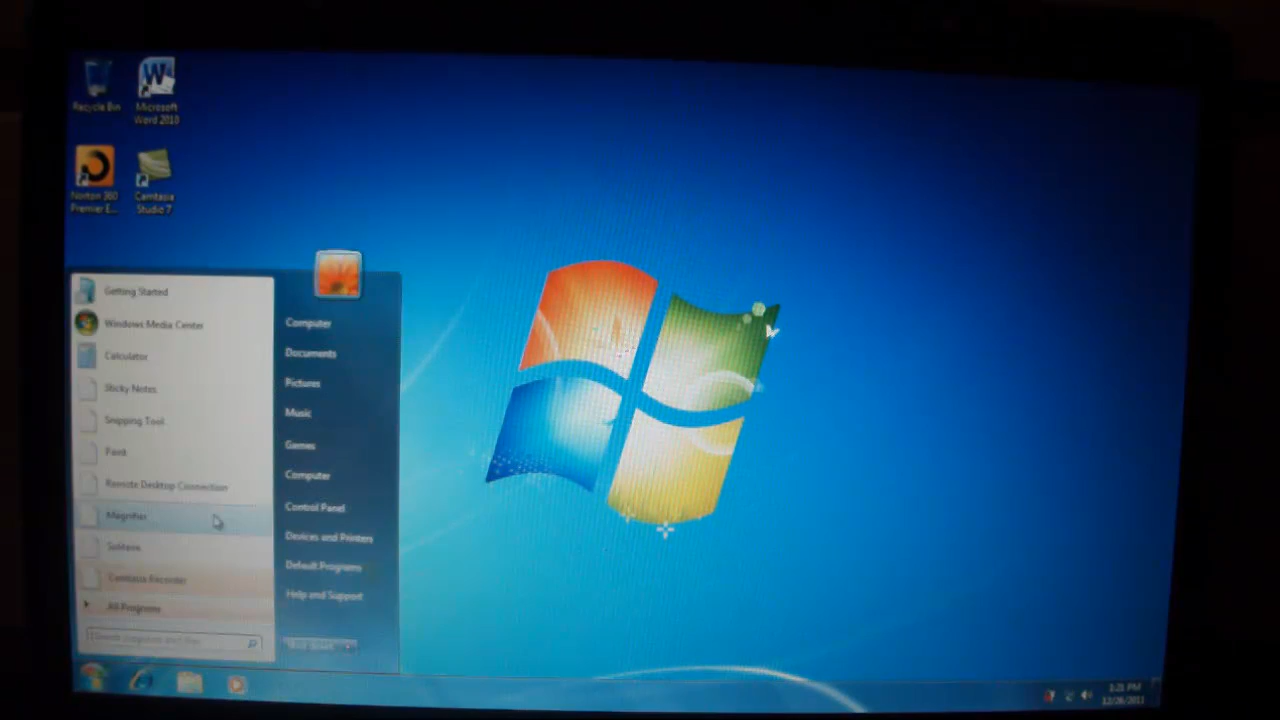 Recycle Bin
Microsoft
Word 2010
Norton 360
Premier E...
Camtasia
Studio 7
Getting Started
Windows Media Center
Calculator
Sticky Notes
Snipping Tool
Paint
Remote Desktop Connection
Magnifier
Solitaire
Camtasia Recorder
All Programs
Search programs and files
Computer
Documents
Pictures
Music
Games
Computer
Control Panel
Devices and Printers
Default Programs
Help and Support
PM